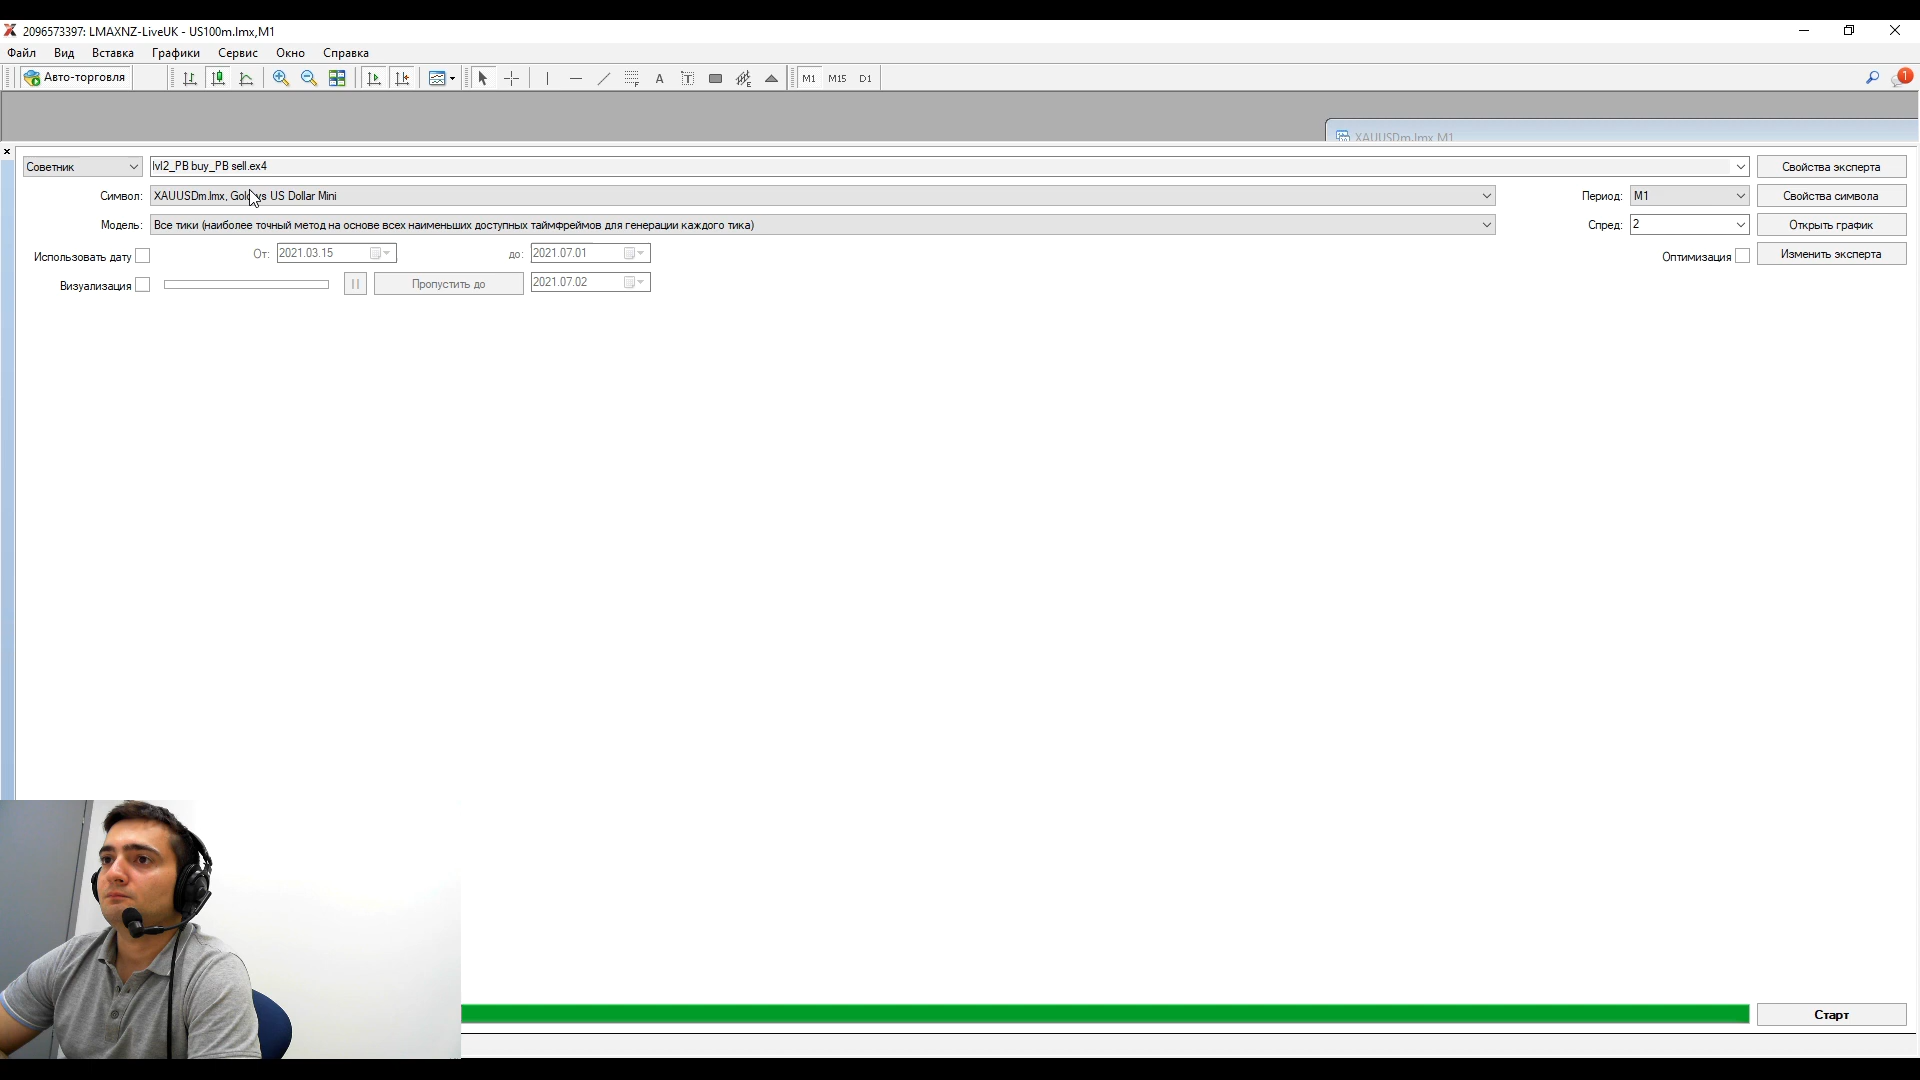 2096573397: LMAXNZ-LiveUK - US100m.lmx,M1
Файл Вид Вставка Графики Сервис Окно Справка
Авто-торговля A T M1 M15 D1 1
XAUUSDm.lmx,M1
Советник lvl2_PB buy_PB sell.ex4 Свойства эксперта
Символ: XAUUSDm.lmx, Gold vs US Dollar Mini Период: M1 Свойства символа
Модель: Все тики (наиболее точный метод на основе всех наименьших доступных таймфреймов для генерации каждого тика) Спред: 2 Открыть график
Использовать дату От: 2021.03.15 до: 2021.07.01 Оптимизация Изменить эксперта
Визуализация Пропустить до 2021.07.02
Старт